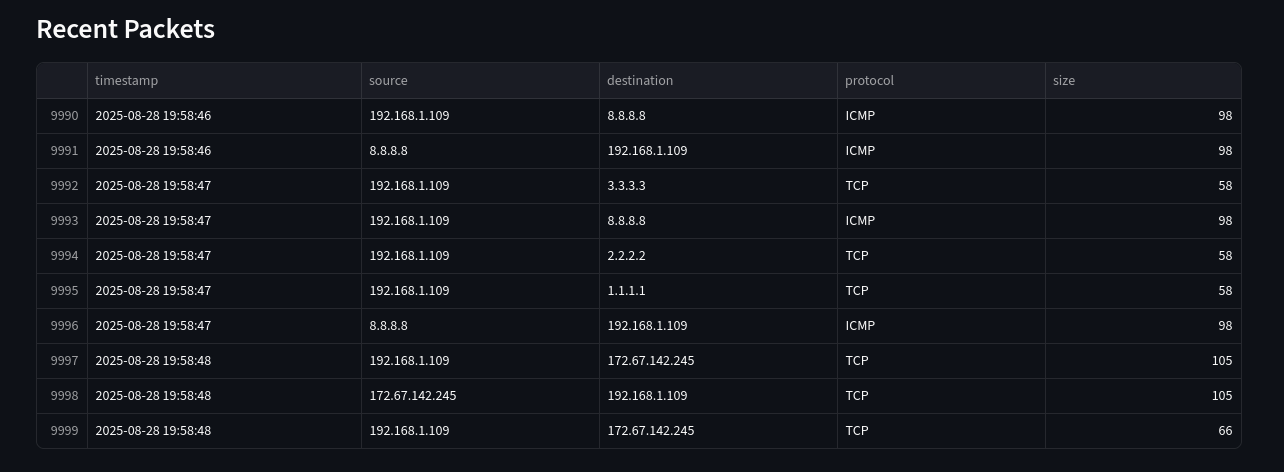 Recent Packets
timestamp source destination protocol size
9990 2025-08-28 19:58:46 192.168.1.109 8.8.8.8 ICMP 98
9991 2025-08-28 19:58:46 8.8.8.8 192.168.1.109 ICMP 98
9992 2025-08-28 19:58:47 192.168.1.109 3.3.3.3 TCP 58
9993 2025-08-28 19:58:47 192.168.1.109 8.8.8.8 ICMP 98
9994 2025-08-28 19:58:47 192.168.1.109 2.2.2.2 TCP 58
9995 2025-08-28 19:58:47 192.168.1.109 1.1.1.1 TCP 58
9996 2025-08-28 19:58:47 8.8.8.8 192.168.1.109 ICMP 98
9997 2025-08-28 19:58:48 192.168.1.109 172.67.142.245 TCP 105
9998 2025-08-28 19:58:48 172.67.142.245 192.168.1.109 TCP 105
9999 2025-08-28 19:58:48 192.168.1.109 172.67.142.245 TCP 66